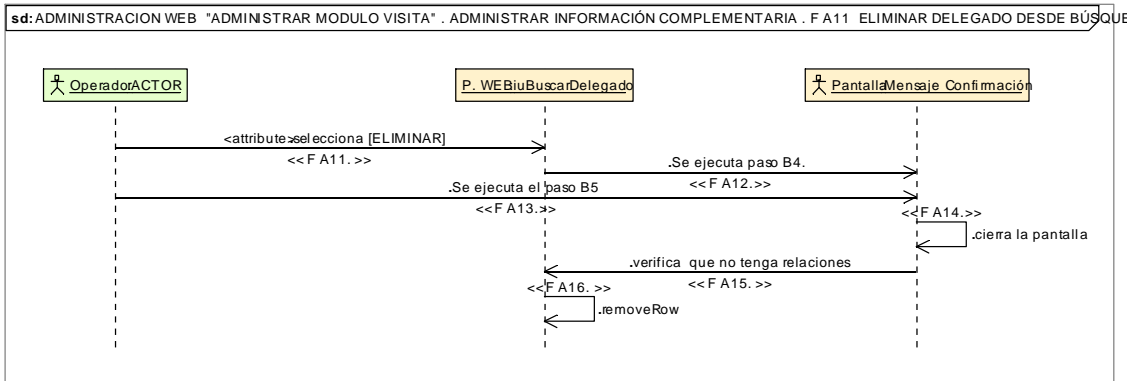 sd: ADMINISTRACION WEB "ADMINISTRAR MODULO VISITA" . ADMINISTRAR INFORMACIÓN COMPLEMENTARIA . F A11 ELIMINAR DELEGADO DESDE BÚSQUE
OperadorACTOR
P. WEBiuBuscarDelegado
PantallaMensaje Confirmación
<attribute>selecciona [ELIMINAR]
<< F A11. >>
.Se ejecuta paso B4.
<< F A12.>>
.Se ejecuta el paso B5
<<F A13.>>
<<F A14.>>
.cierra la pantalla
.verifica que no tenga relaciones
<< F A15. >>
<<F A16. >>
.removeRow